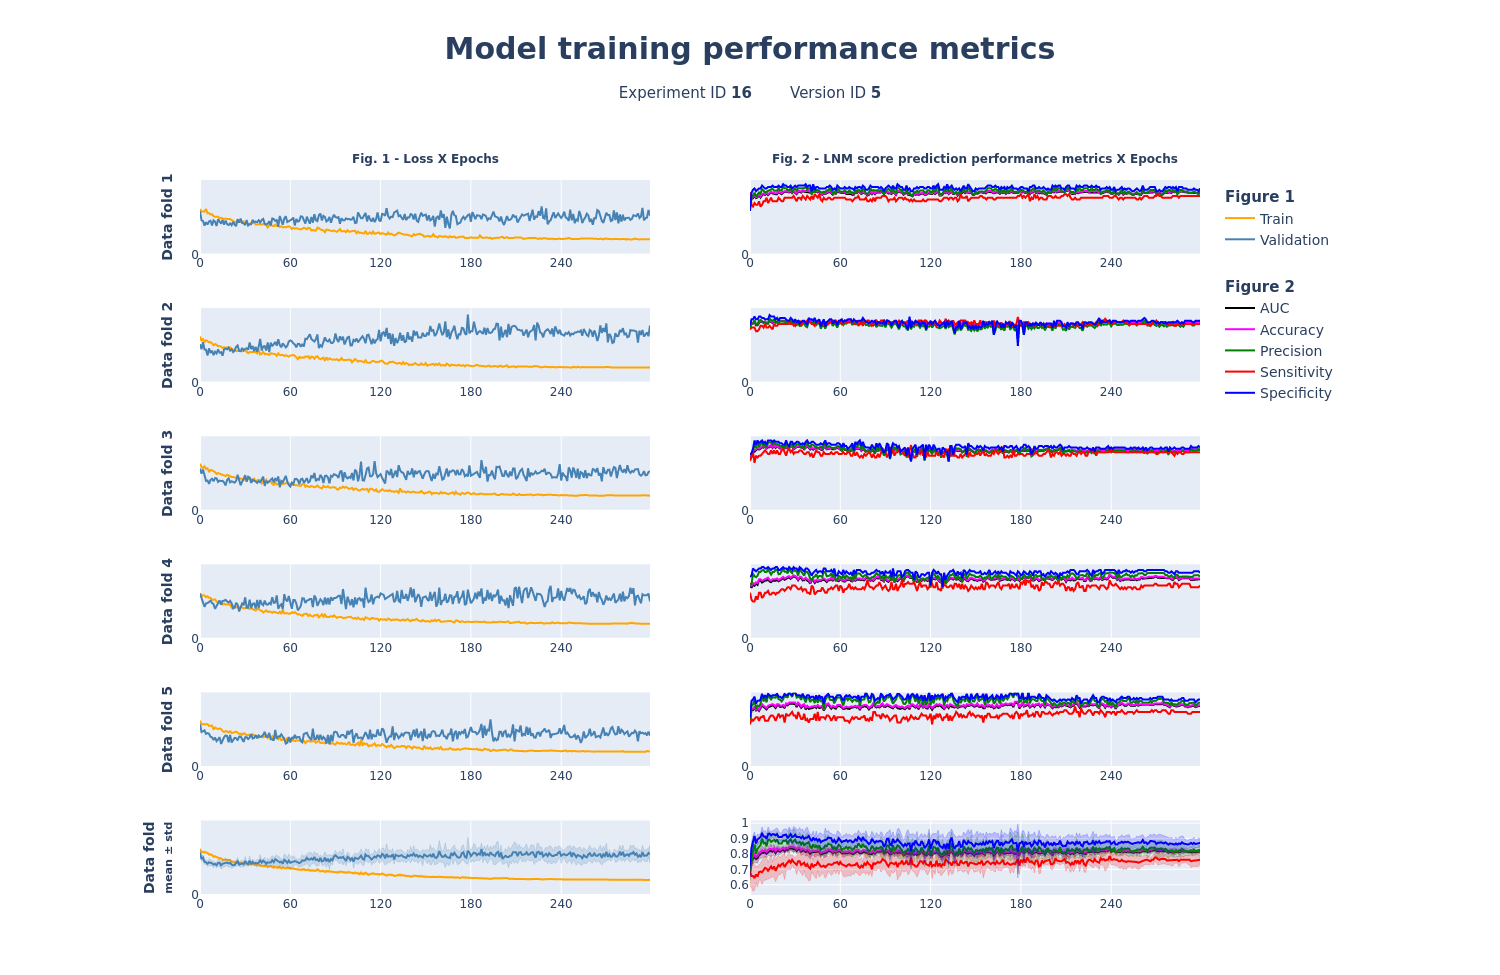 Model training performance metrics
Experiment ID 16 Version ID 5
Fig. 1 - Loss X Epochs
Fig. 2 - LNM score prediction performance metrics X Epochs
Data fold 1
0
0 60 120 180 240
0
0 60 120 180 240
Figure 1
Train
Validation
Figure 2
AUC
Accuracy
Precision
Sensitivity
Specificity
Data fold 2
0
0 60 120 180 240
0
0 60 120 180 240
Data fold 3
0
0 60 120 180 240
0
0 60 120 180 240
Data fold 4
0
0 60 120 180 240
0
0 60 120 180 240
Data fold 5
0
0 60 120 180 240
0
0 60 120 180 240
Data fold
mean ± std
0
0 60 120 180 240
1
0.9
0.8
0.7
0.6
0 60 120 180 240